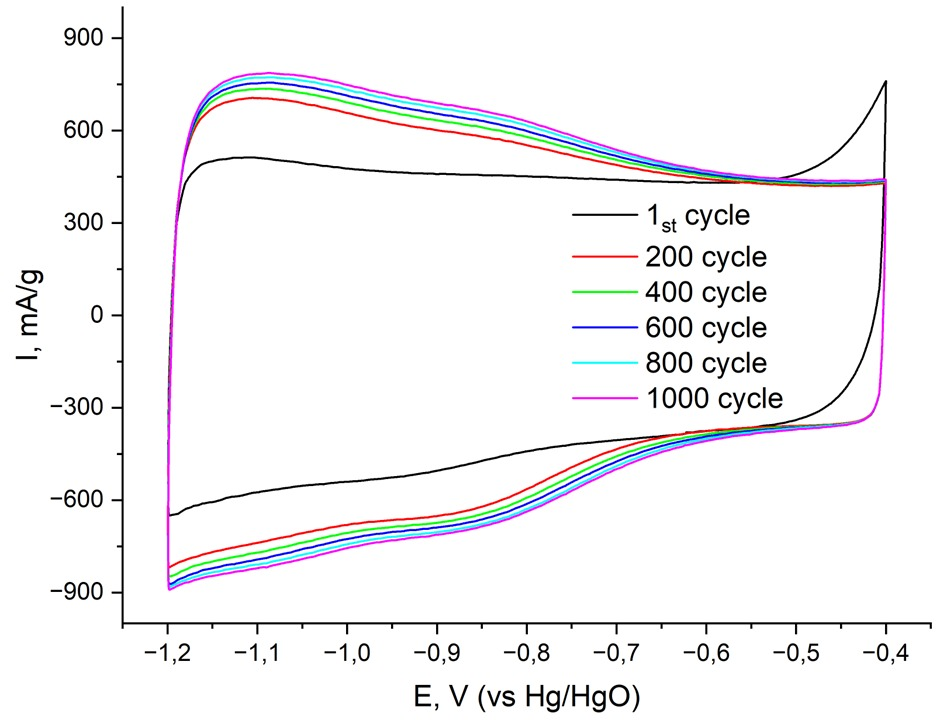 900
600
300
0
−300
−600
−900
I, mA/g
1st cycle
200 cycle
400 cycle
600 cycle
800 cycle
1000 cycle
−1,2 −1,1 −1,0 −0,9 −0,8 −0,7 −0,6 −0,5 −0,4
E, V (vs Hg/HgO)